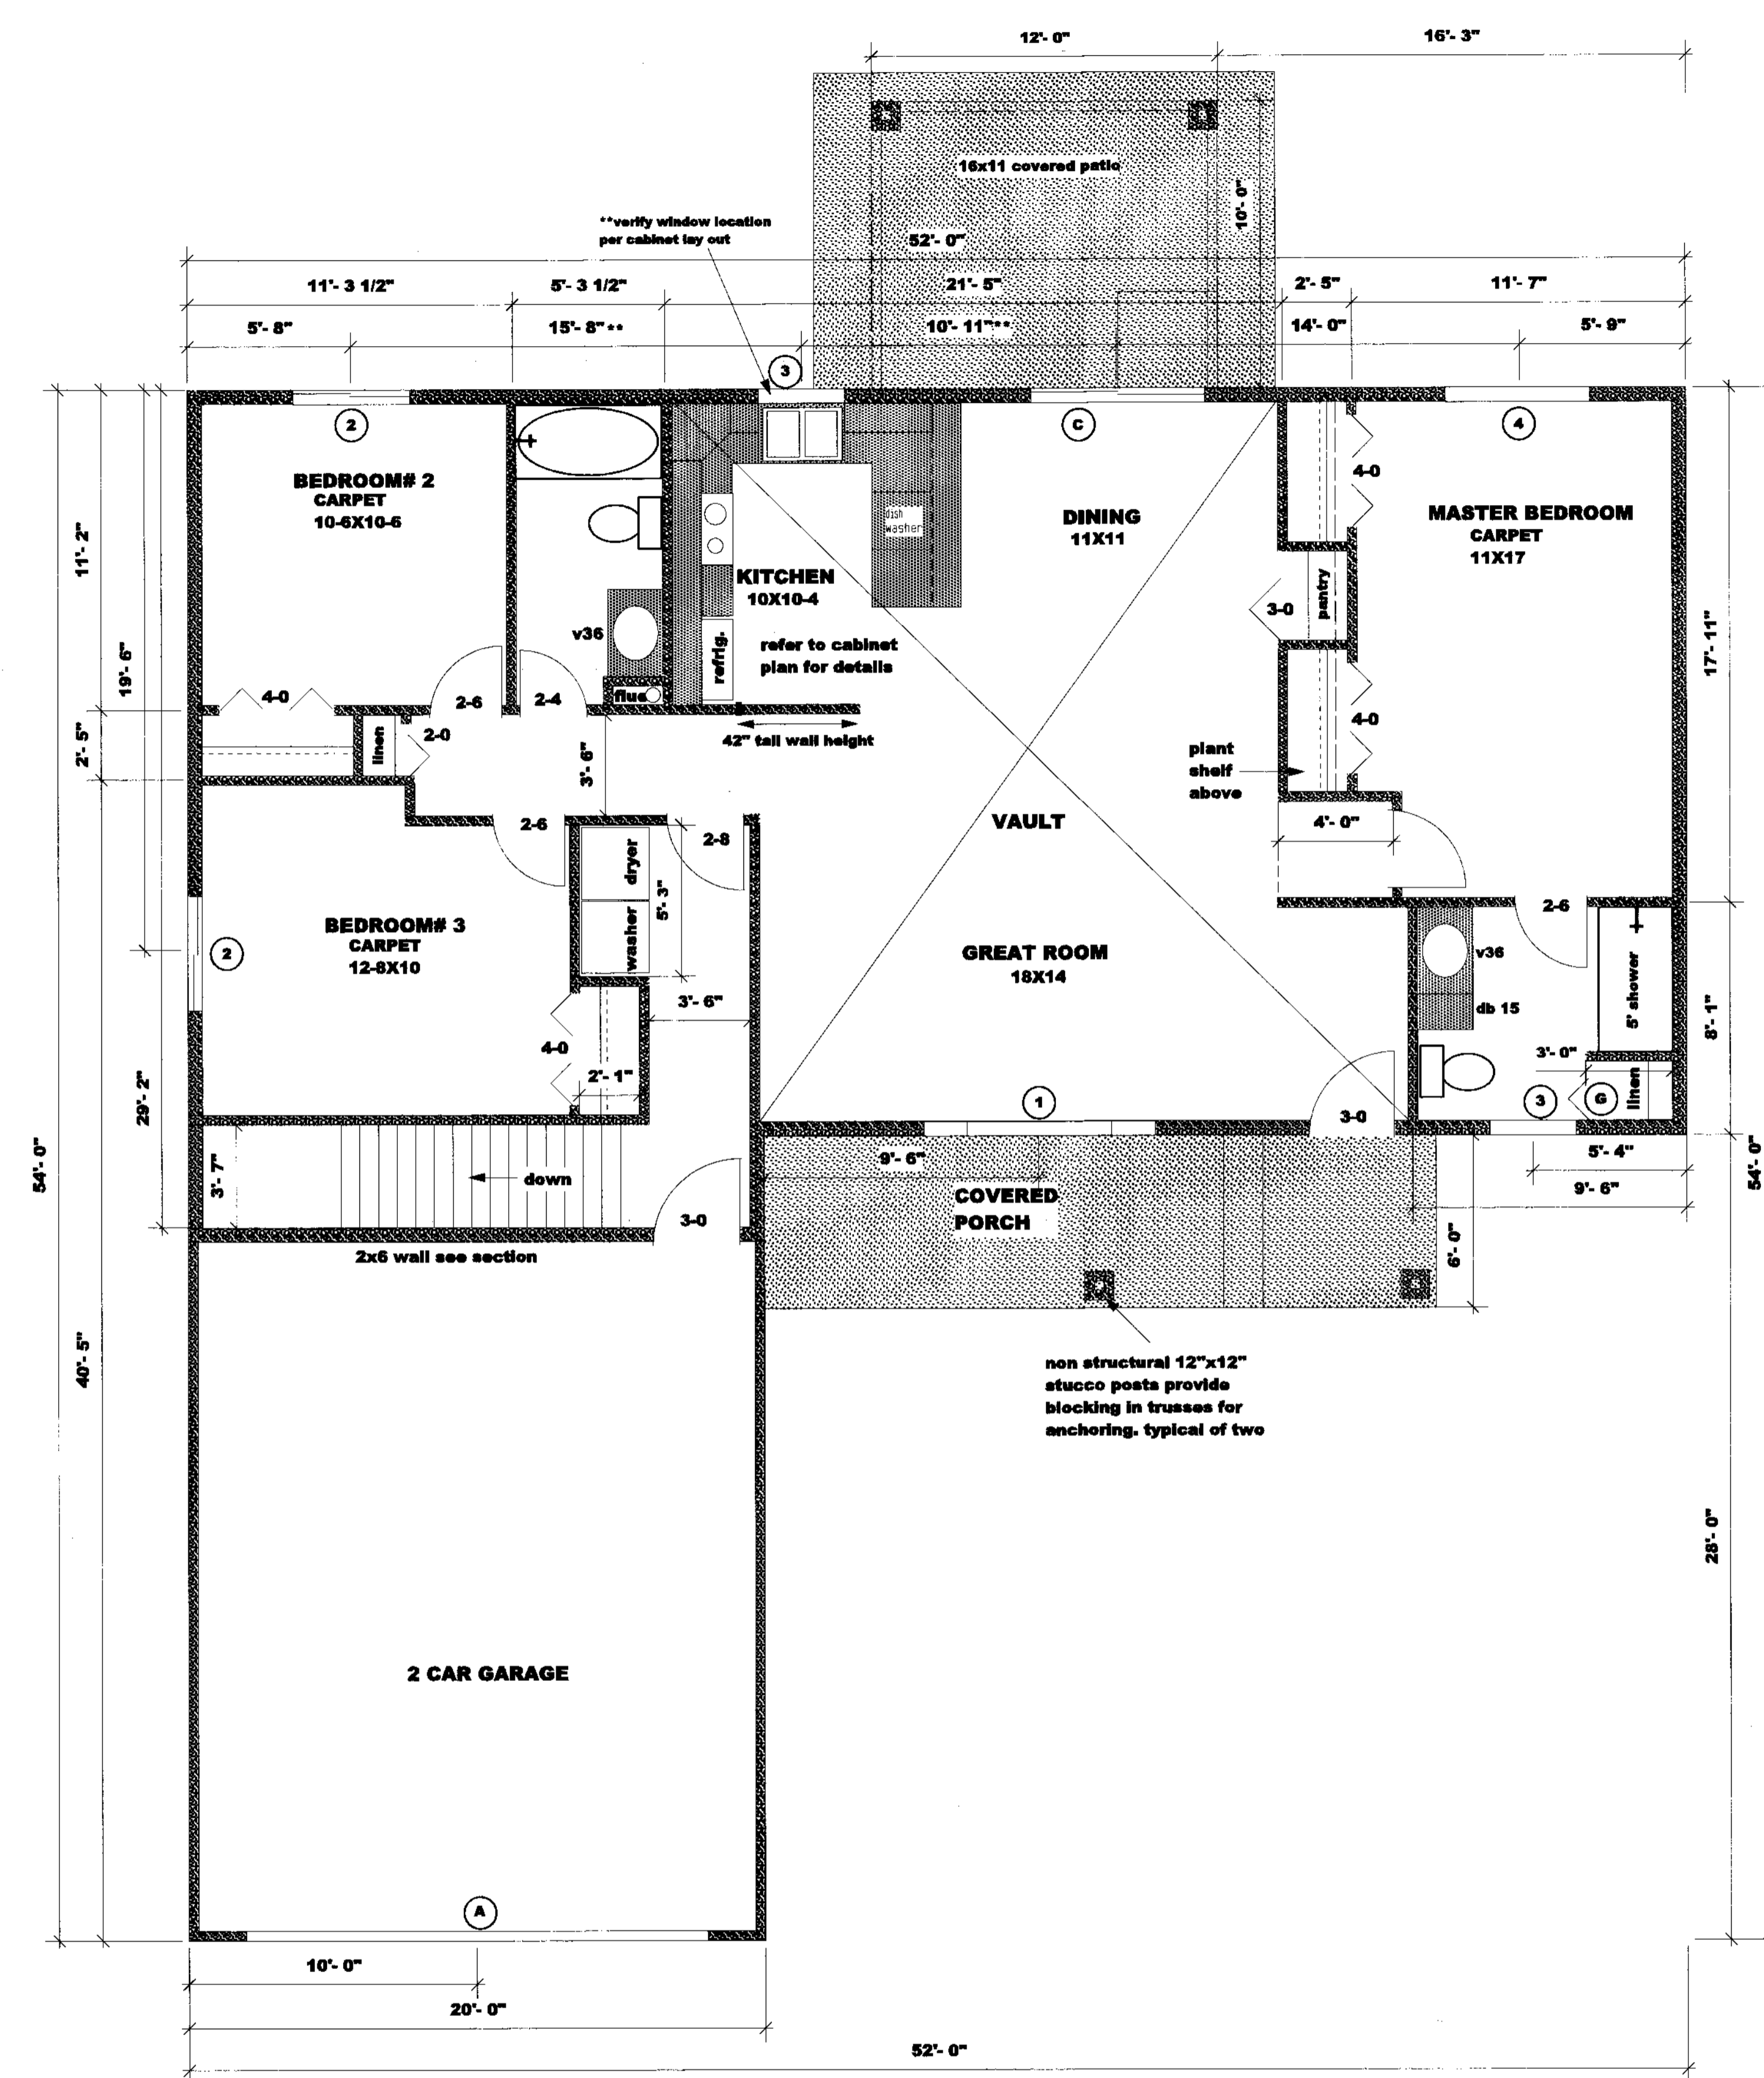 12'- 0"
16'- 3"
16x11 covered patio
10'- 0"
**verify window location
per cabinet lay out
52'- 0"
11'- 3 1/2"
5'- 3 1/2"
21'- 5"
2'- 5"
11'- 7"
5'- 8"
15'- 8"**
10'- 11"**
14'- 0"
5'- 9"
3
2
C
4
BEDROOM# 2
CARPET
10-6X10-6
4-0
dish
washer
DINING
11X11
MASTER BEDROOM
CARPET
11X17
11'- 2"
KITCHEN
10X10-4
3-0
pantry
v36
refrig.
refer to cabinet
plan for details
17'- 11"
19'- 6"
4-0
2-6
2-4
flue
4-0
linen
2-0
42" tall wall height
2'- 5"
3'- 6"
plant
shelf
above
2-6
2-8
VAULT
4'- 0"
dryer
5'- 3"
washer
2-6
BEDROOM# 3
CARPET
12-8X10
2
GREAT ROOM
18X14
v36
5' shower
db 15
3'- 6"
8'- 1"
4-0
2'- 1"
3'- 0"
29'- 2"
1
3-0
3
G
linen
54'- 0"
3'- 7"
down
9'- 6"
5'- 4"
54'- 0"
COVERED
PORCH
9'- 6"
3-0
6'- 0"
2x6 wall see section
40'- 5"
non structural 12"x12"
stucco posts provide
blocking in trusses for
anchoring. typical of two
28'- 0"
2 CAR GARAGE
A
10'- 0"
20'- 0"
52'- 0"